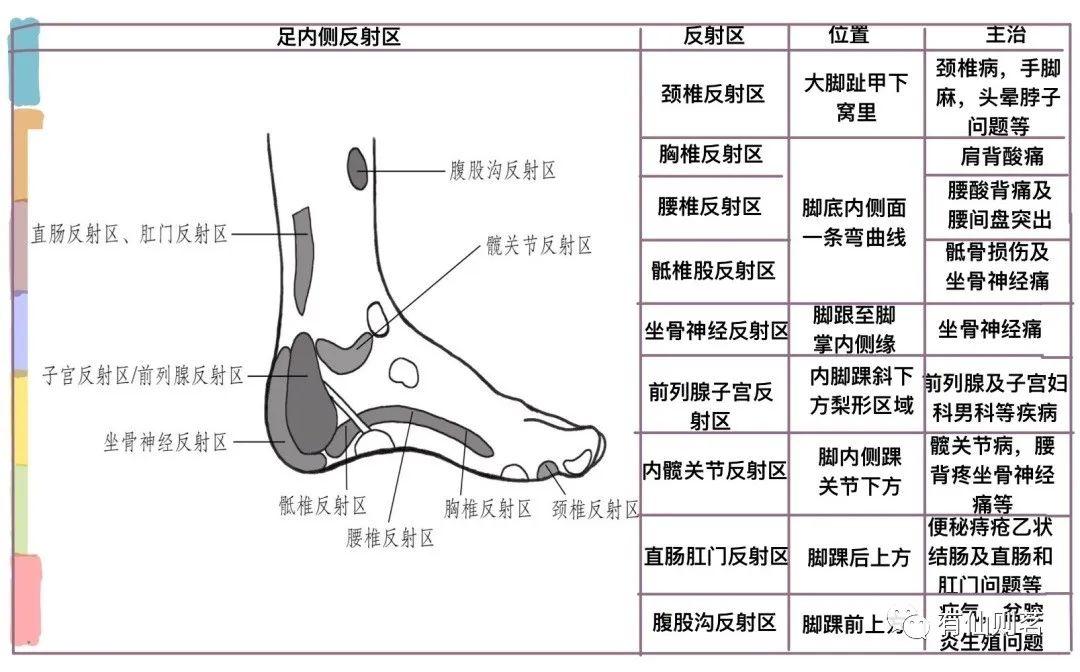 足内侧反射区
腹股沟反射区
直肠反射区、肛门反射区
髋关节反射区
子宫反射区/前列腺反射区
坐骨神经反射区
骶椎反射区
腰椎反射区
胸椎反射区
颈椎反射区
反射区
位置
主治
颈椎反射区
大脚趾甲下
窝里
颈椎病，手脚
麻，头晕脖子
问题等
胸椎反射区
脚底内侧面
一条弯曲线
肩背酸痛
腰椎反射区
腰酸背痛及
腰间盘突出
骶椎股反射区
骶骨损伤及
坐骨神经痛
坐骨神经反射区
脚跟至脚
掌内侧缘
坐骨神经痛
前列腺子宫反
射区
内脚踝斜下
方梨形区域
前列腺及子宫妇
科男科等疾病
内髋关节反射区
脚内侧踝
关节下方
髋关节病，腰
背疼坐骨神经
痛等
直肠肛门反射区
脚踝后上方
便秘痔疮乙状
结肠及直肠和
肛门问题等
腹股沟反射区
脚踝前上方
疝气，盆腔
炎生殖问题